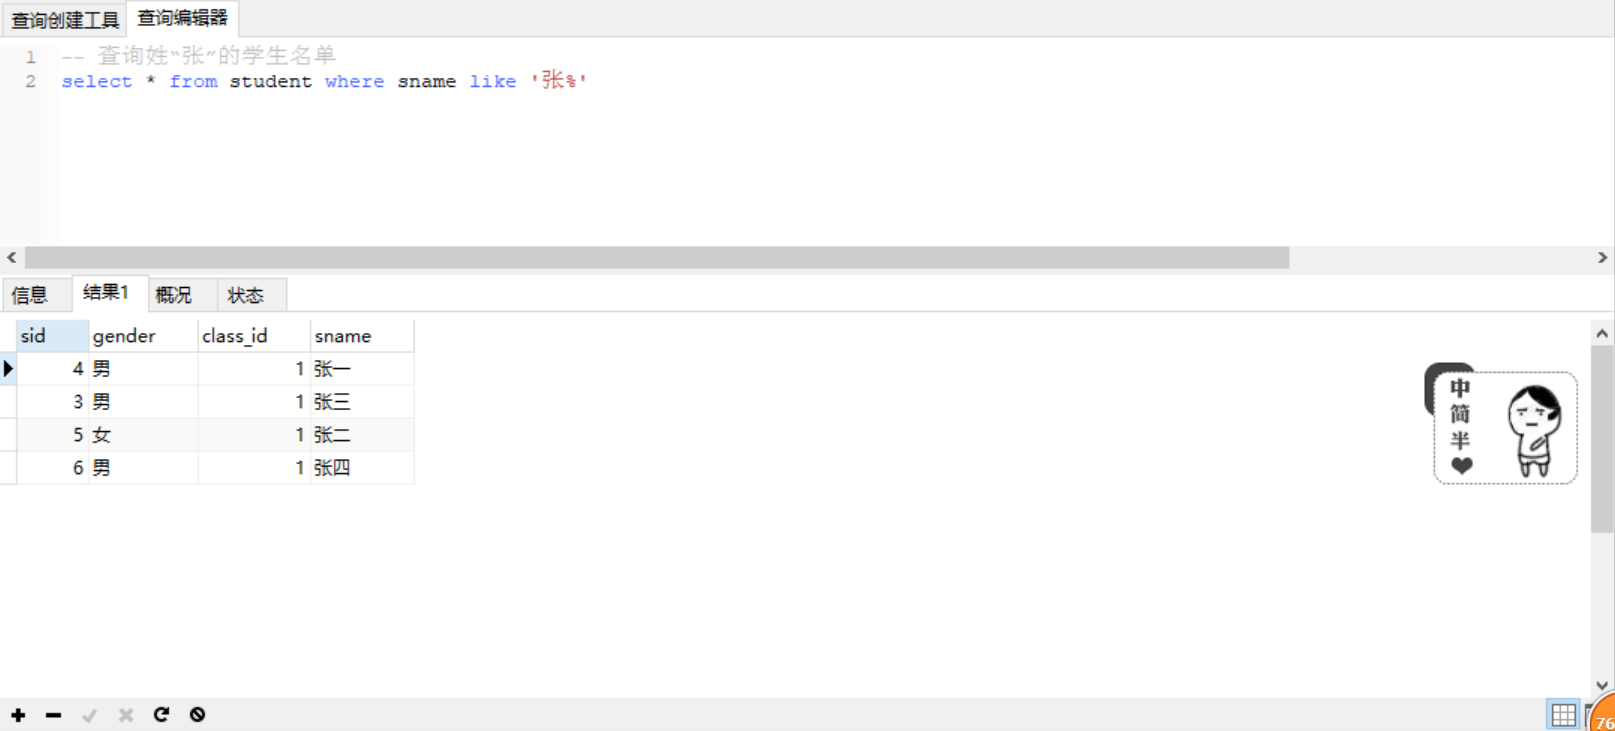 查询创建工具 查询编辑器
1 -- 查询姓“张”的学生名单
2 select * from student where sname like '张%'
信息 结果1 概况 状态
sid gender class_id sname
4 男 1 张一
3 男 1 张三
5 女 1 张二
6 男 1 张四
中
简
半
76